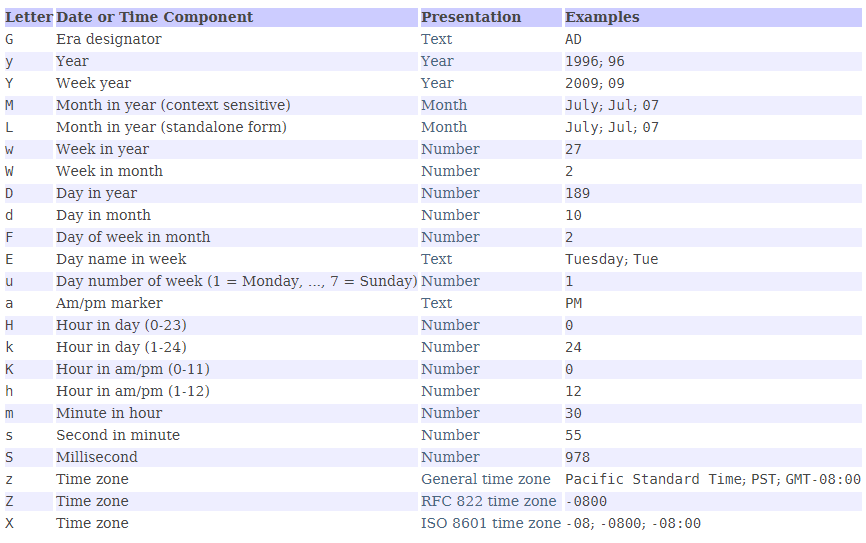 Letter Date or Time Component Presentation Examples
G Era designator Text AD
y Year Year 1996; 96
Y Week year Year 2009; 09
M Month in year (context sensitive) Month July; Jul; 07
L Month in year (standalone form) Month July; Jul; 07
w Week in year Number 27
W Week in month Number 2
D Day in year Number 189
d Day in month Number 10
F Day of week in month Number 2
E Day name in week Text Tuesday; Tue
u Day number of week (1 = Monday, ..., 7 = Sunday) Number 1
a Am/pm marker Text PM
H Hour in day (0-23) Number 0
k Hour in day (1-24) Number 24
K Hour in am/pm (0-11) Number 0
h Hour in am/pm (1-12) Number 12
m Minute in hour Number 30
s Second in minute Number 55
S Millisecond Number 978
z Time zone General time zone Pacific Standard Time; PST; GMT-08:00
Z Time zone RFC 822 time zone -0800
X Time zone ISO 8601 time zone -08; -0800; -08:00